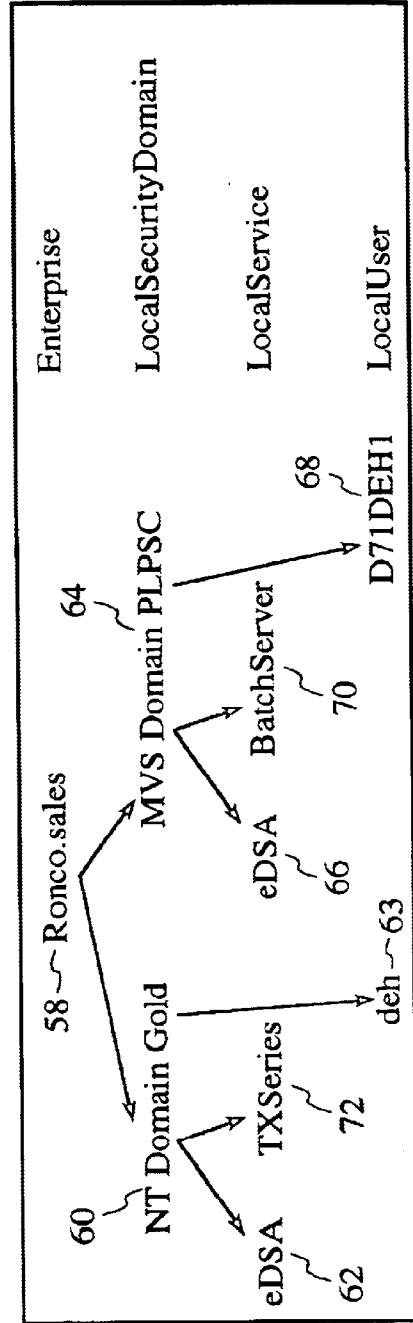 58 Ronco.sales Enterprise
60 64
NT Domain Gold MVS Domain PLPSC LocalSecurityDomain
eDSA TXSeries eDSA BatchServer LocalService
62 72 66 70
68
deh 63 D71DEH1 LocalUser